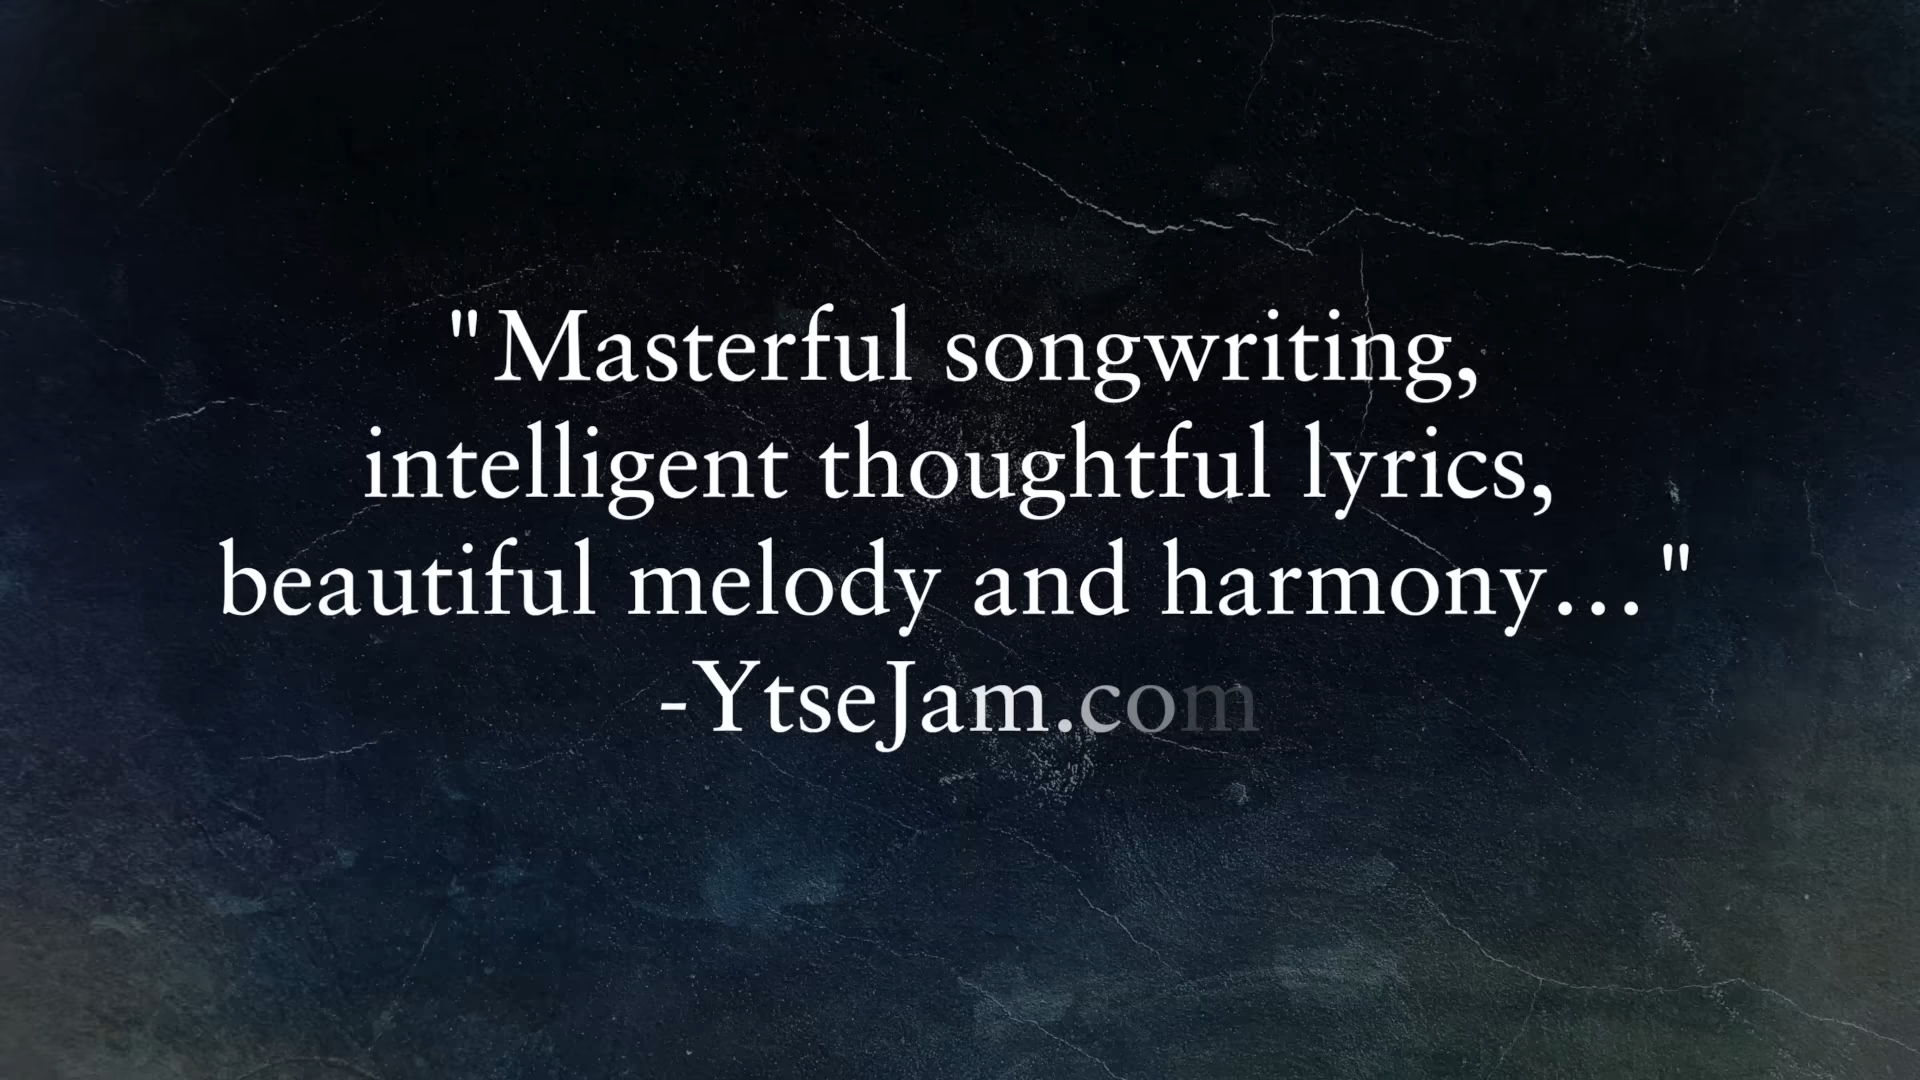 "Masterful songwriting,
intelligent thoughtful lyrics,
beautiful melody and harmony..."
-YtseJam.com